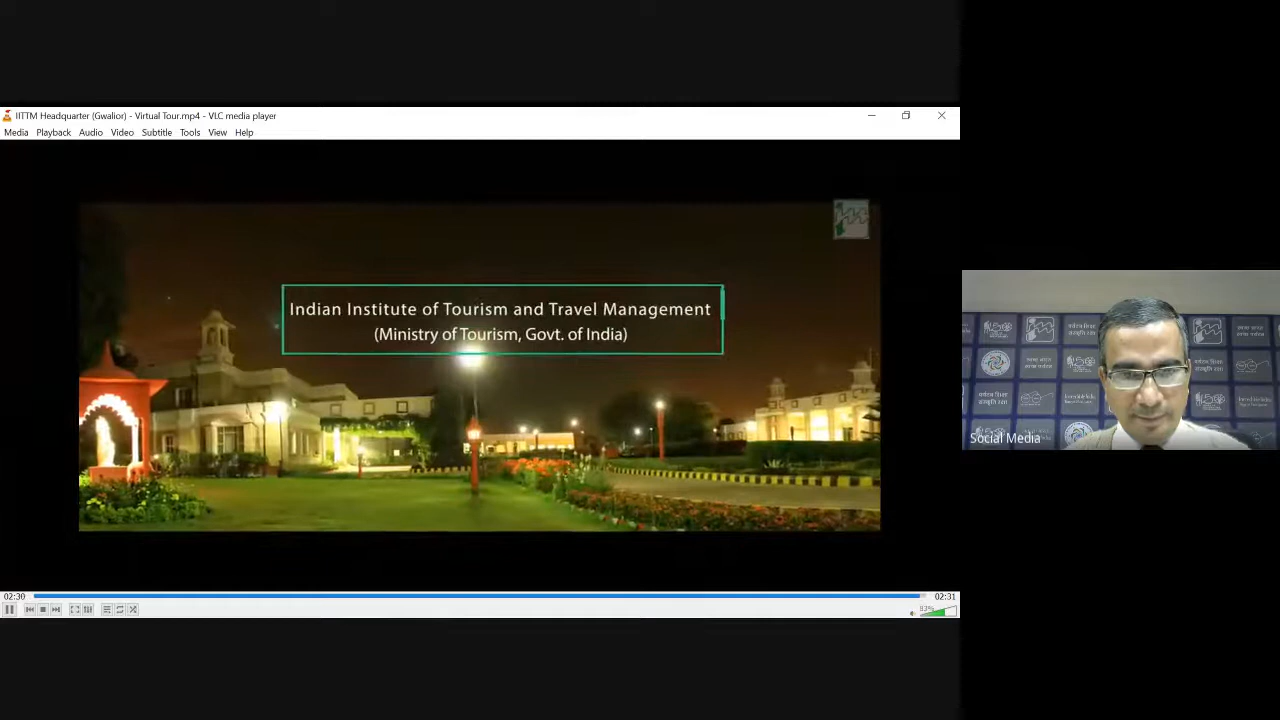 IITTM Headquarter (Gwalior) - Virtual Tour.mp4 - VLC media player
Media Playback Audio Video Subtitle Tools View Help
Indian Institute of Tourism and Travel Management
(Ministry of Tourism, Govt. of India)
Social Media
02:30
02:31
83%